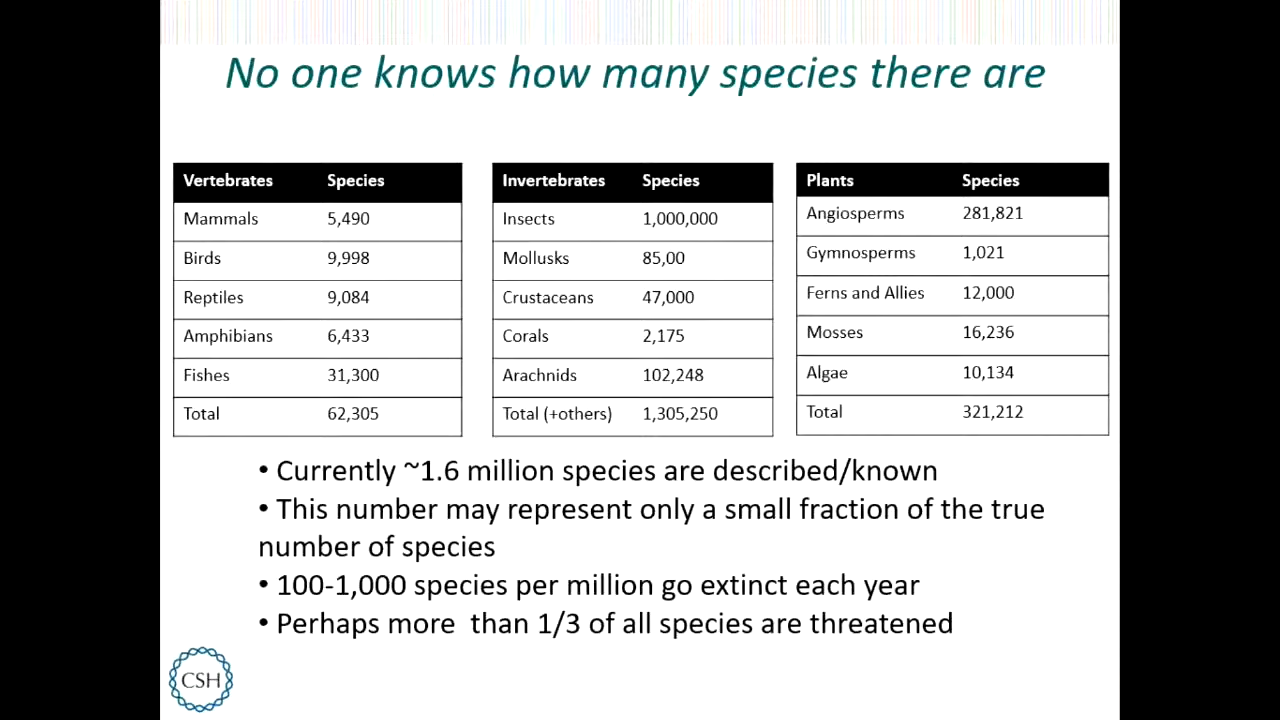 No one knows how many species there are
Vertebrates Species
Mammals 5,490
Birds 9,998
Reptiles 9,084
Amphibians 6,433
Fishes 31,300
Total 62,305
Invertebrates Species
Insects 1,000,000
Mollusks 85,00
Crustaceans 47,000
Corals 2,175
Arachnids 102,248
Total (+others) 1,305,250
Plants Species
Angiosperms 281,821
Gymnosperms 1,021
Ferns and Allies 12,000
Mosses 16,236
Algae 10,134
Total 321,212
• Currently ~1.6 million species are described/known
• This number may represent only a small fraction of the true
number of species
• 100-1,000 species per million go extinct each year
• Perhaps more  than 1/3 of all species are threatened
CSH